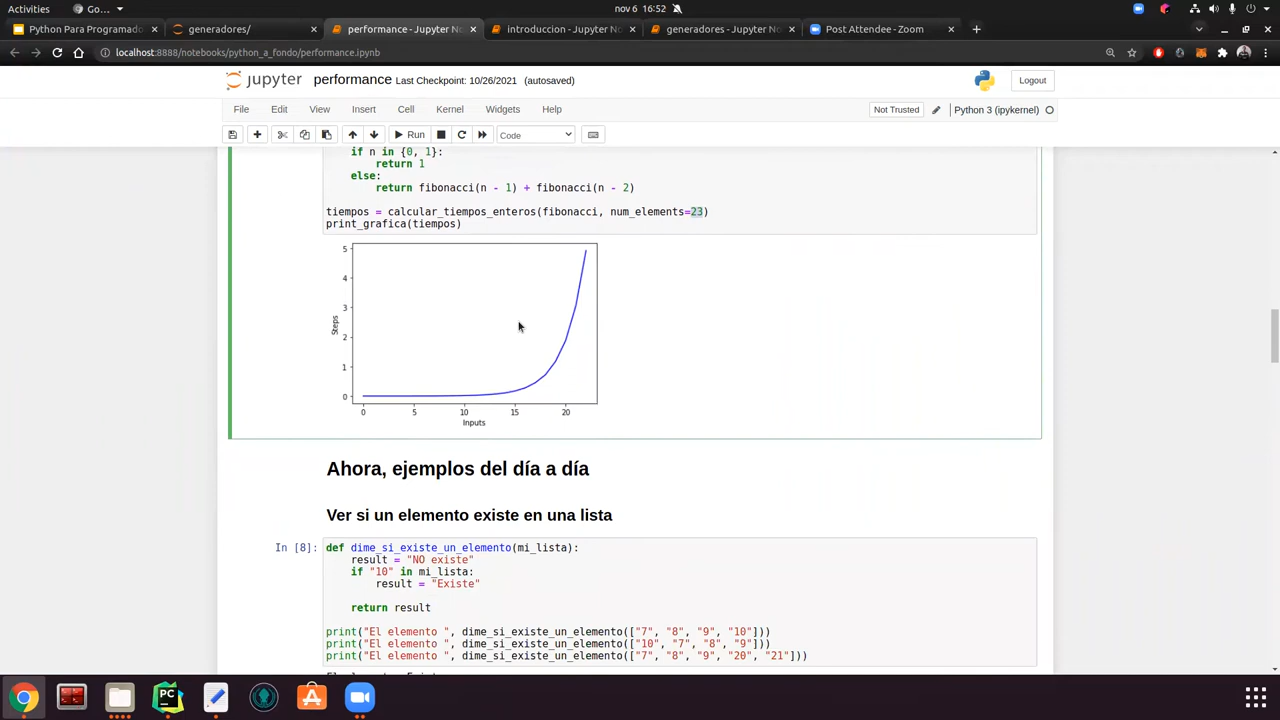 Activities
Go...
nov 6 16:52
Python Para Programado
generadores/
performance - Jupyter No
introduccion - Jupyter No
generadores - Jupyter No
Post Attendee - Zoom
localhost:8888/notebooks/python_a_fondo/performance.ipynb
jupyter performance Last Checkpoint: 10/26/2021 (autosaved)
Logout
File Edit View Insert Cell Kernel Widgets Help
Not Trusted
Python 3 (ipykernel)
Run
Code
if n in {0, 1}:
return 1
else:
return fibonacci(n - 1) + fibonacci(n - 2)
tiempos = calcular_tiempos_enteros(fibonacci, num_elements=23)
print_grafica(tiempos)
5
4
3
2
1
0
Steps
0 5 10 15 20
Inputs
Ahora, ejemplos del día a día
Ver si un elemento existe en una lista
In [8]:
def dime_si_existe_un_elemento(mi_lista):
result = "NO existe"
if "10" in mi_lista:
result = "Existe"
return result
print("El elemento ", dime_si_existe_un_elemento(["7", "8", "9", "10"]))
print("El elemento ", dime_si_existe_un_elemento(["10", "7", "8", "9"]))
print("El elemento ", dime_si_existe_un_elemento(["7", "8", "9", "20", "21"]))